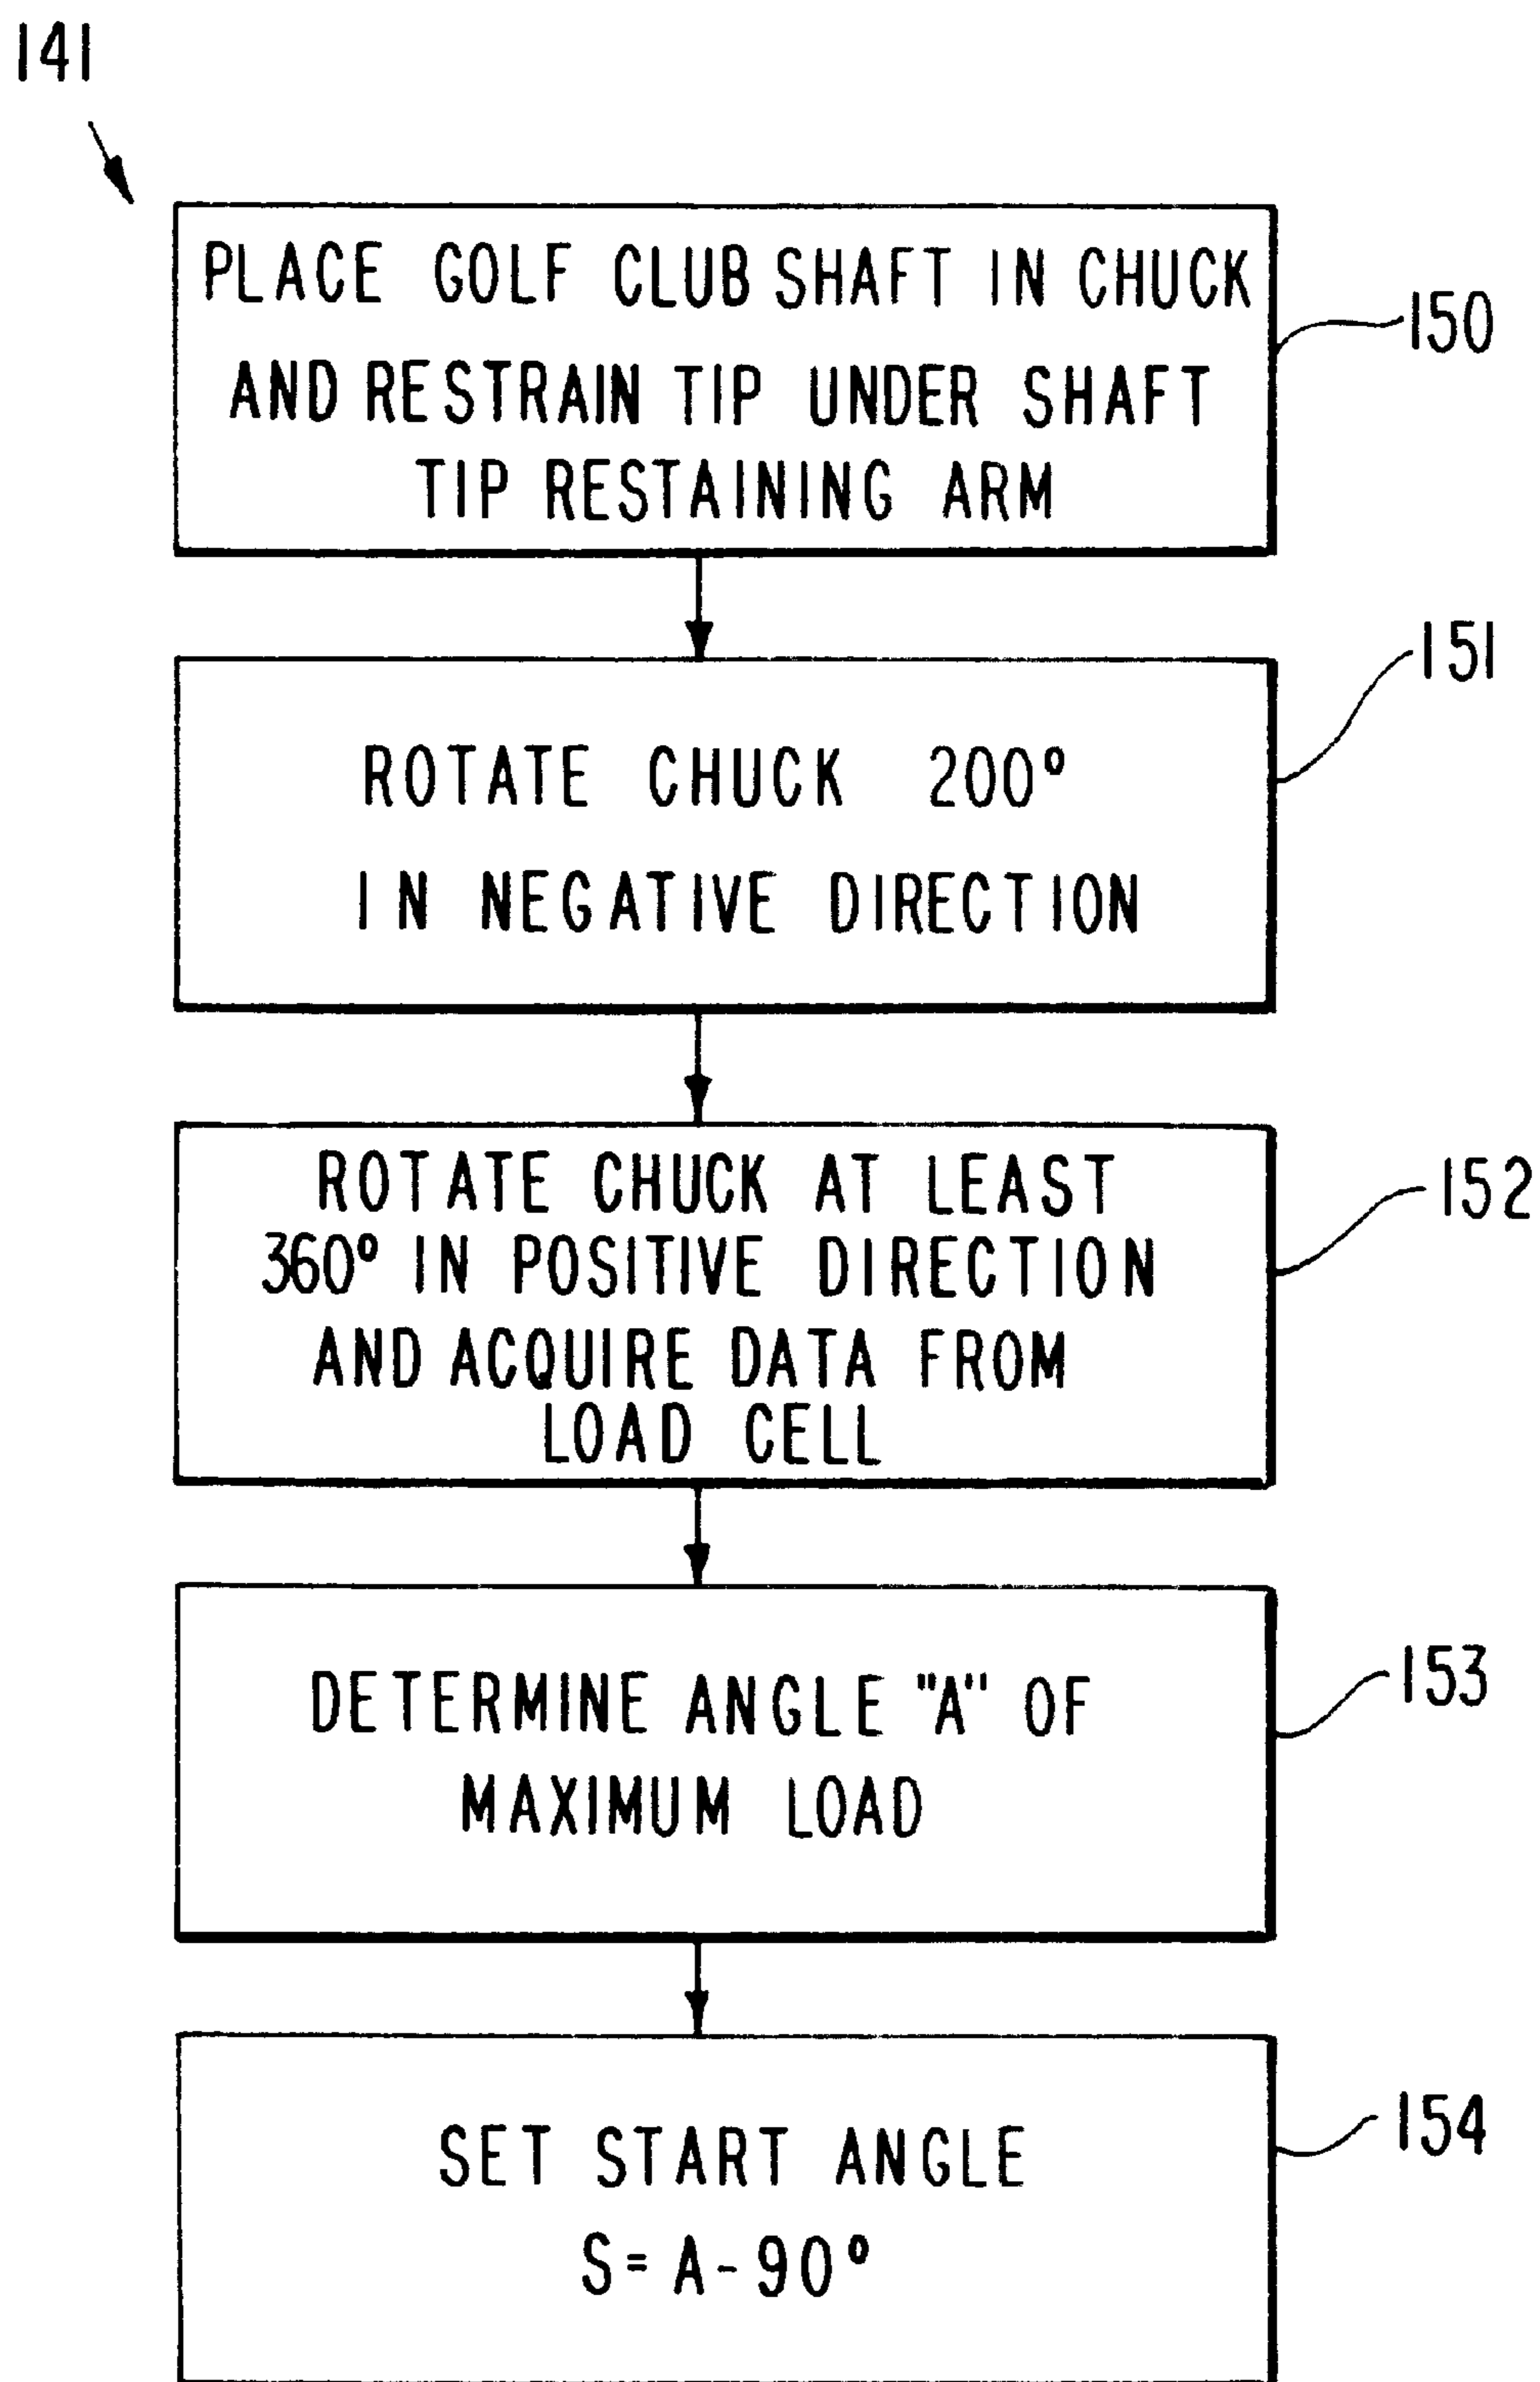 141
PLACE GOLF CLUB SHAFT IN CHUCK
AND RESTRAIN TIP UNDER SHAFT
TIP RESTAINING ARM
150
ROTATE CHUCK 200°
IN NEGATIVE DIRECTION
151
ROTATE CHUCK AT LEAST
360° IN POSITIVE DIRECTION
AND ACQUIRE DATA FROM
LOAD CELL
152
DETERMINE ANGLE "A" OF
MAXIMUM LOAD
153
SET START ANGLE
S = A - 90°
154